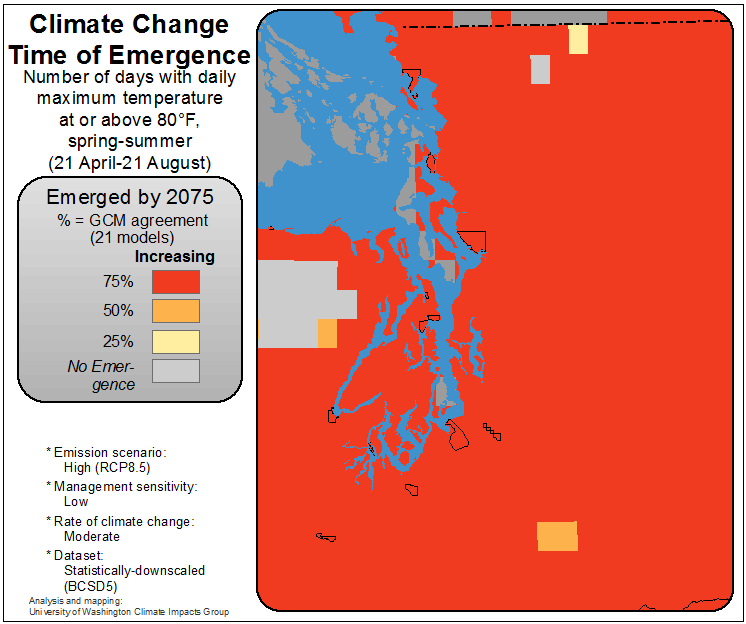 Climate Change
Time of Emergence
Number of days with daily
maximum temperature
at or above 80°F,
spring-summer
(21 April-21 August)
Emerged by 2075
% = GCM agreement
(21 models)
Increasing
75%
50%
25%
No Emer-
gence
* Emission scenario:
High (RCP8.5)
* Management sensitivity:
Low
* Rate of climate change:
Moderate
* Dataset:
Statistically-downscaled
(BCSD5)
Analysis and mapping:
University of Washington Climate Impacts Group